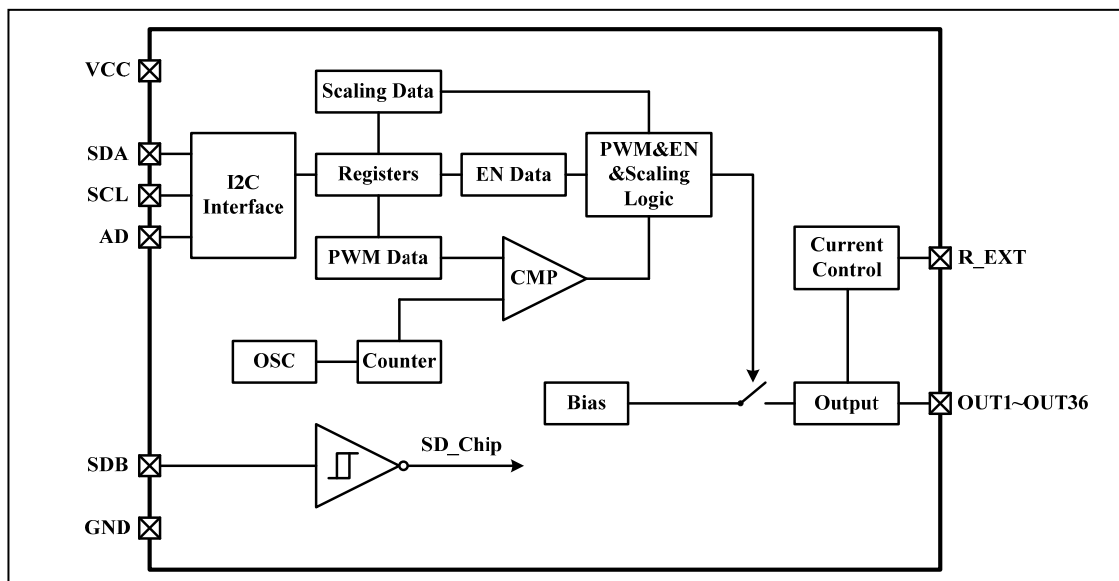 VCC
Scaling Data
SDA
SCL
AD
I2C
Interface
Registers
EN Data
PWM&EN
&Scaling
Logic
PWM Data
CMP
Current
Control
R_EXT
OSC
Counter
Bias
Output
OUT1~OUT36
SDB
SD_Chip
GND